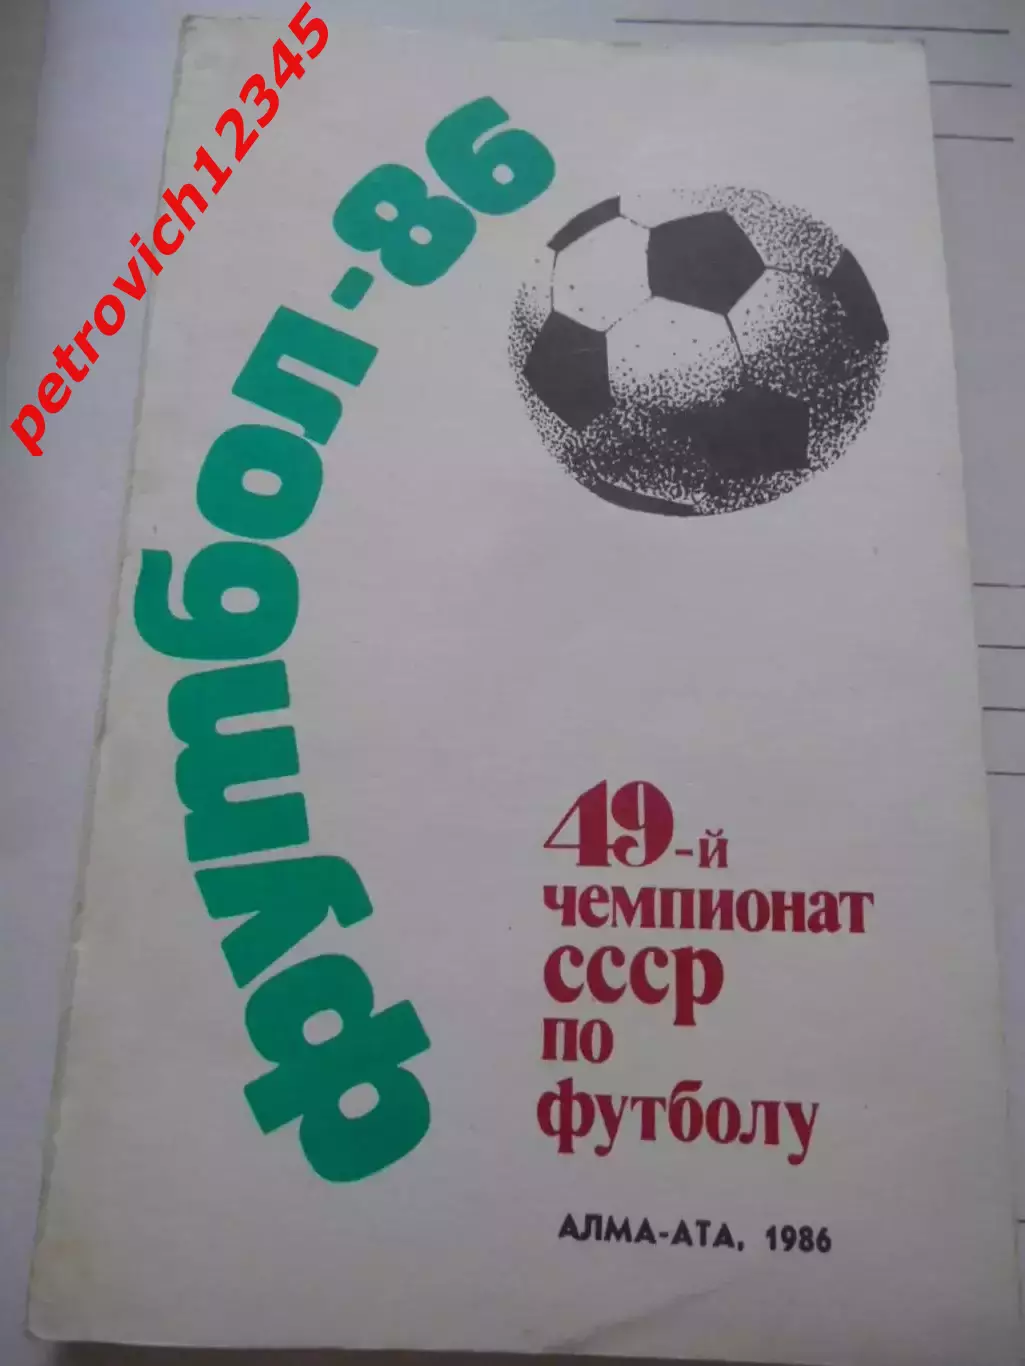 petrovich12345
футбол-86
49-й
чемпионат
СССР
по
футболу
АЛМА-АТА, 1986